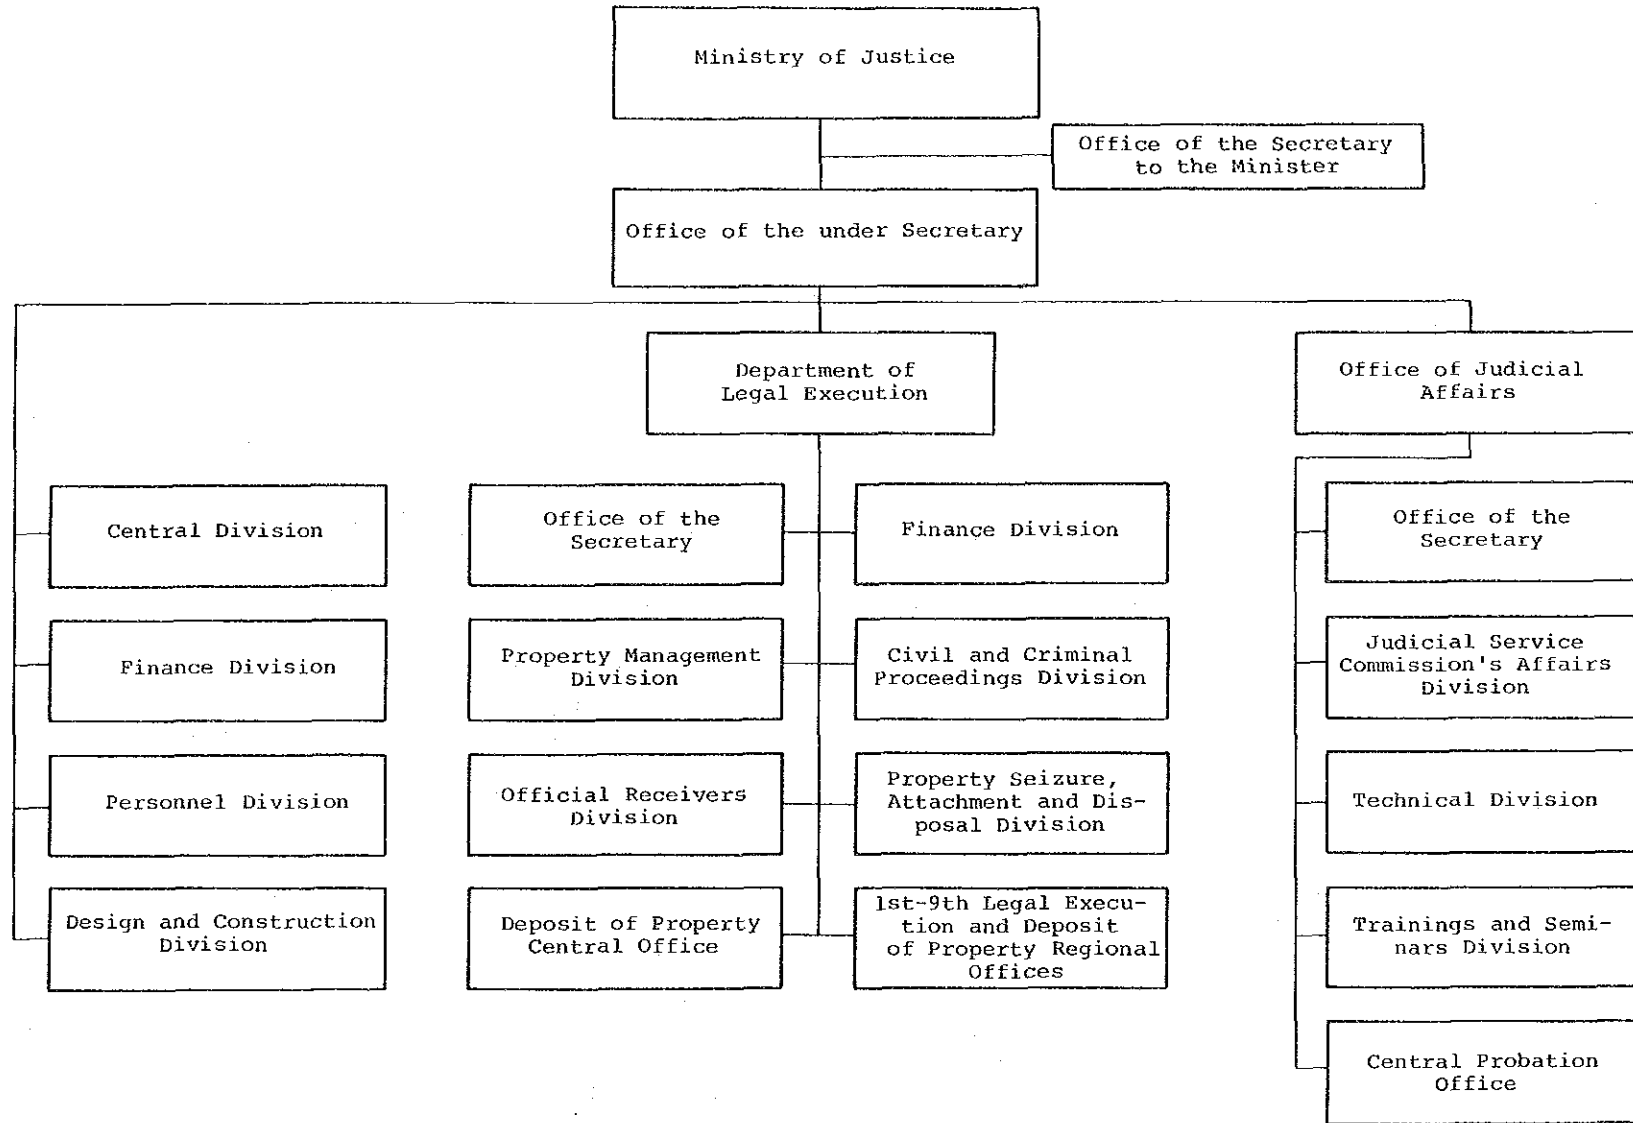 Ministry of Justice
Office of the Secretary
to the Minister
Office of the under Secretary
Department of
Legal Execution
Office of Judicial
Affairs
Central Division
Finance Division
Personnel Division
Design and Construction
Division
Office of the
Secretary
Property Management
Division
Official Receivers
Division
Deposit of Property
Central Office
Finance Division
Civil and Criminal
Proceedings Division
Property Seizure,
Attachment and Dis-
posal Division
1st-9th Legal Execu-
tion and Deposit
of Property Regional
Offices
Office of the
Secretary
Judicial Service
Commission's Affairs
Division
Technical Division
Trainings and Semi-
nars Division
Central Probation
Office